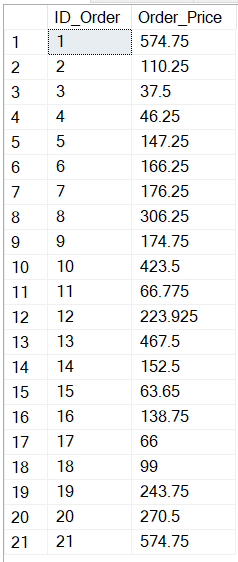 ID_Order Order_Price
1 1 574.75
2 2 110.25
3 3 37.5
4 4 46.25
5 5 147.25
6 6 166.25
7 7 176.25
8 8 306.25
9 9 174.75
10 10 423.5
11 11 66.775
12 12 223.925
13 13 467.5
14 14 152.5
15 15 63.65
16 16 138.75
17 17 66
18 18 99
19 19 243.75
20 20 270.5
21 21 574.75